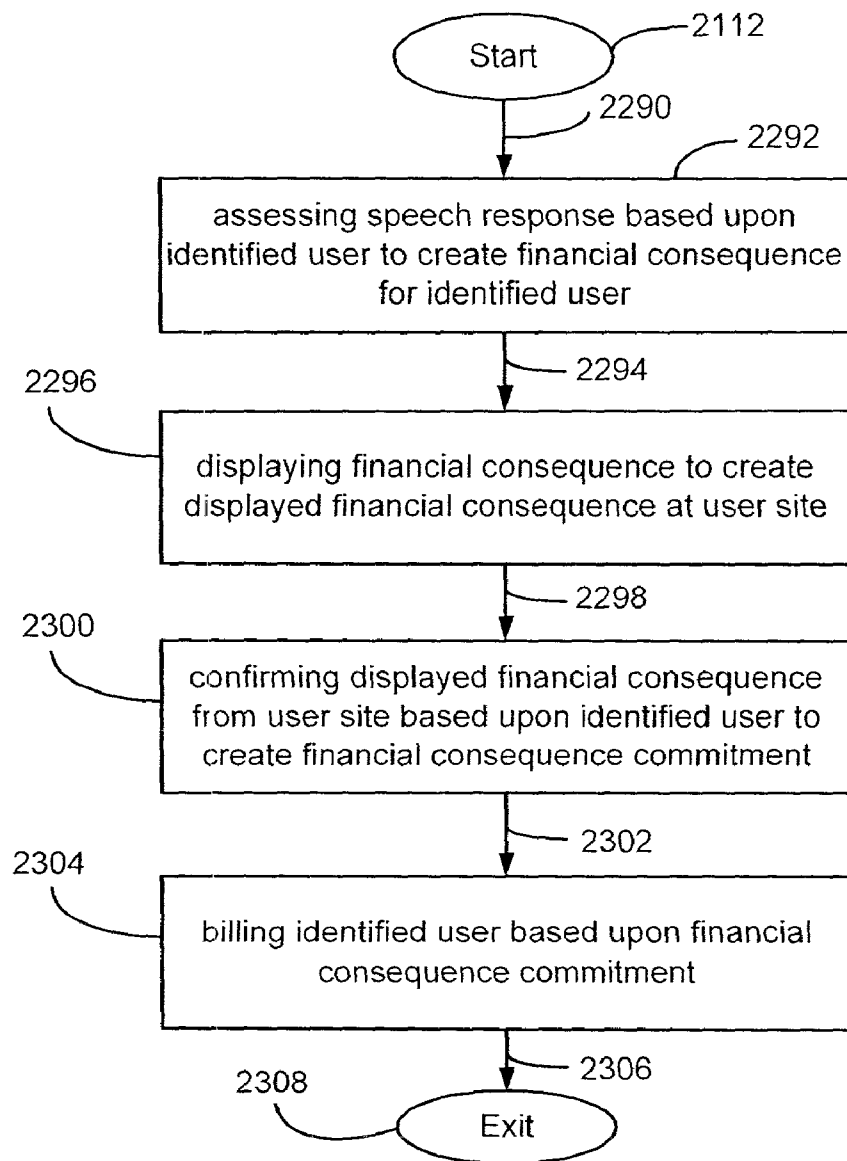 2112
Start
2290
2292
assessing speech response based upon
identified user to create financial consequence
for identified user
2294
2296
displaying financial consequence to create
displayed financial consequence at user site
2298
2300
confirming displayed financial consequence
from user site based upon identified user to
create financial consequence commitment
2302
2304
billing identified user based upon financial
consequence commitment
2306
2308
Exit